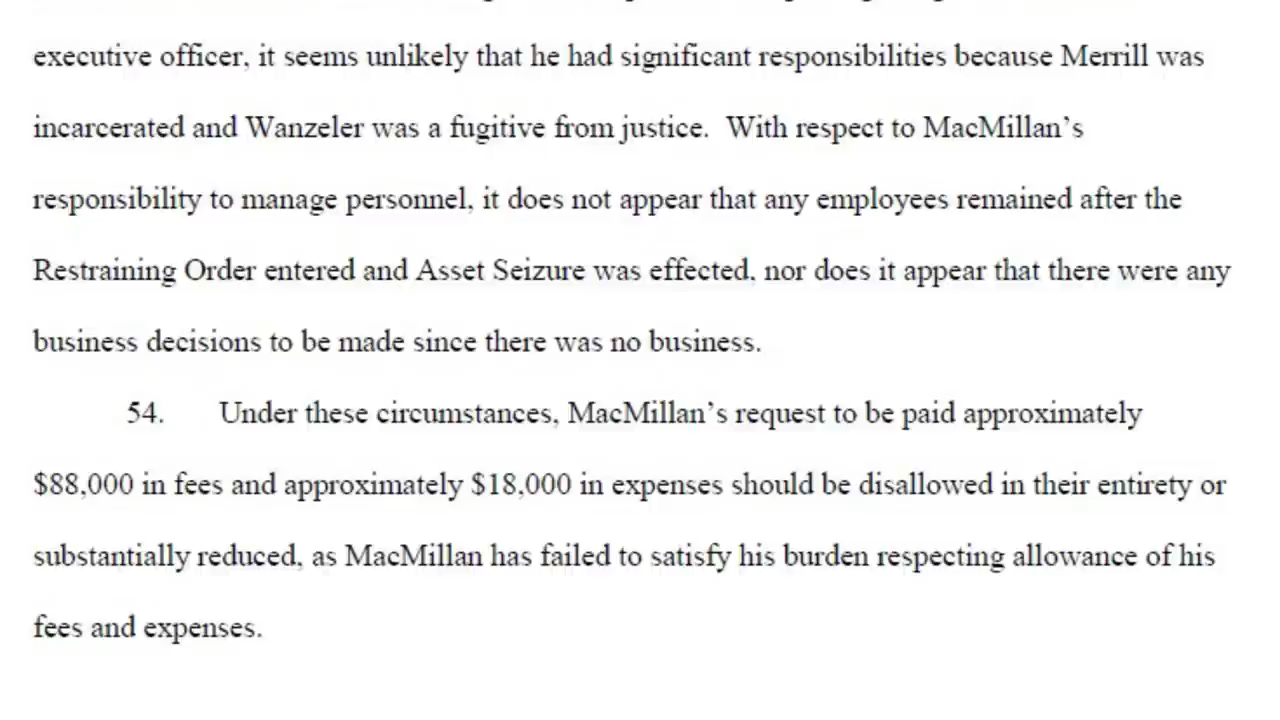 executive officer, it seems unlikely that he had significant responsibilities because Merrill was
incarcerated and Wanzeler was a fugitive from justice.  With respect to MacMillan’s
responsibility to manage personnel, it does not appear that any employees remained after the
Restraining Order entered and Asset Seizure was effected, nor does it appear that there were any
business decisions to be made since there was no business.
54. Under these circumstances, MacMillan’s request to be paid approximately
$88,000 in fees and approximately $18,000 in expenses should be disallowed in their entirety or
substantially reduced, as MacMillan has failed to satisfy his burden respecting allowance of his
fees and expenses.